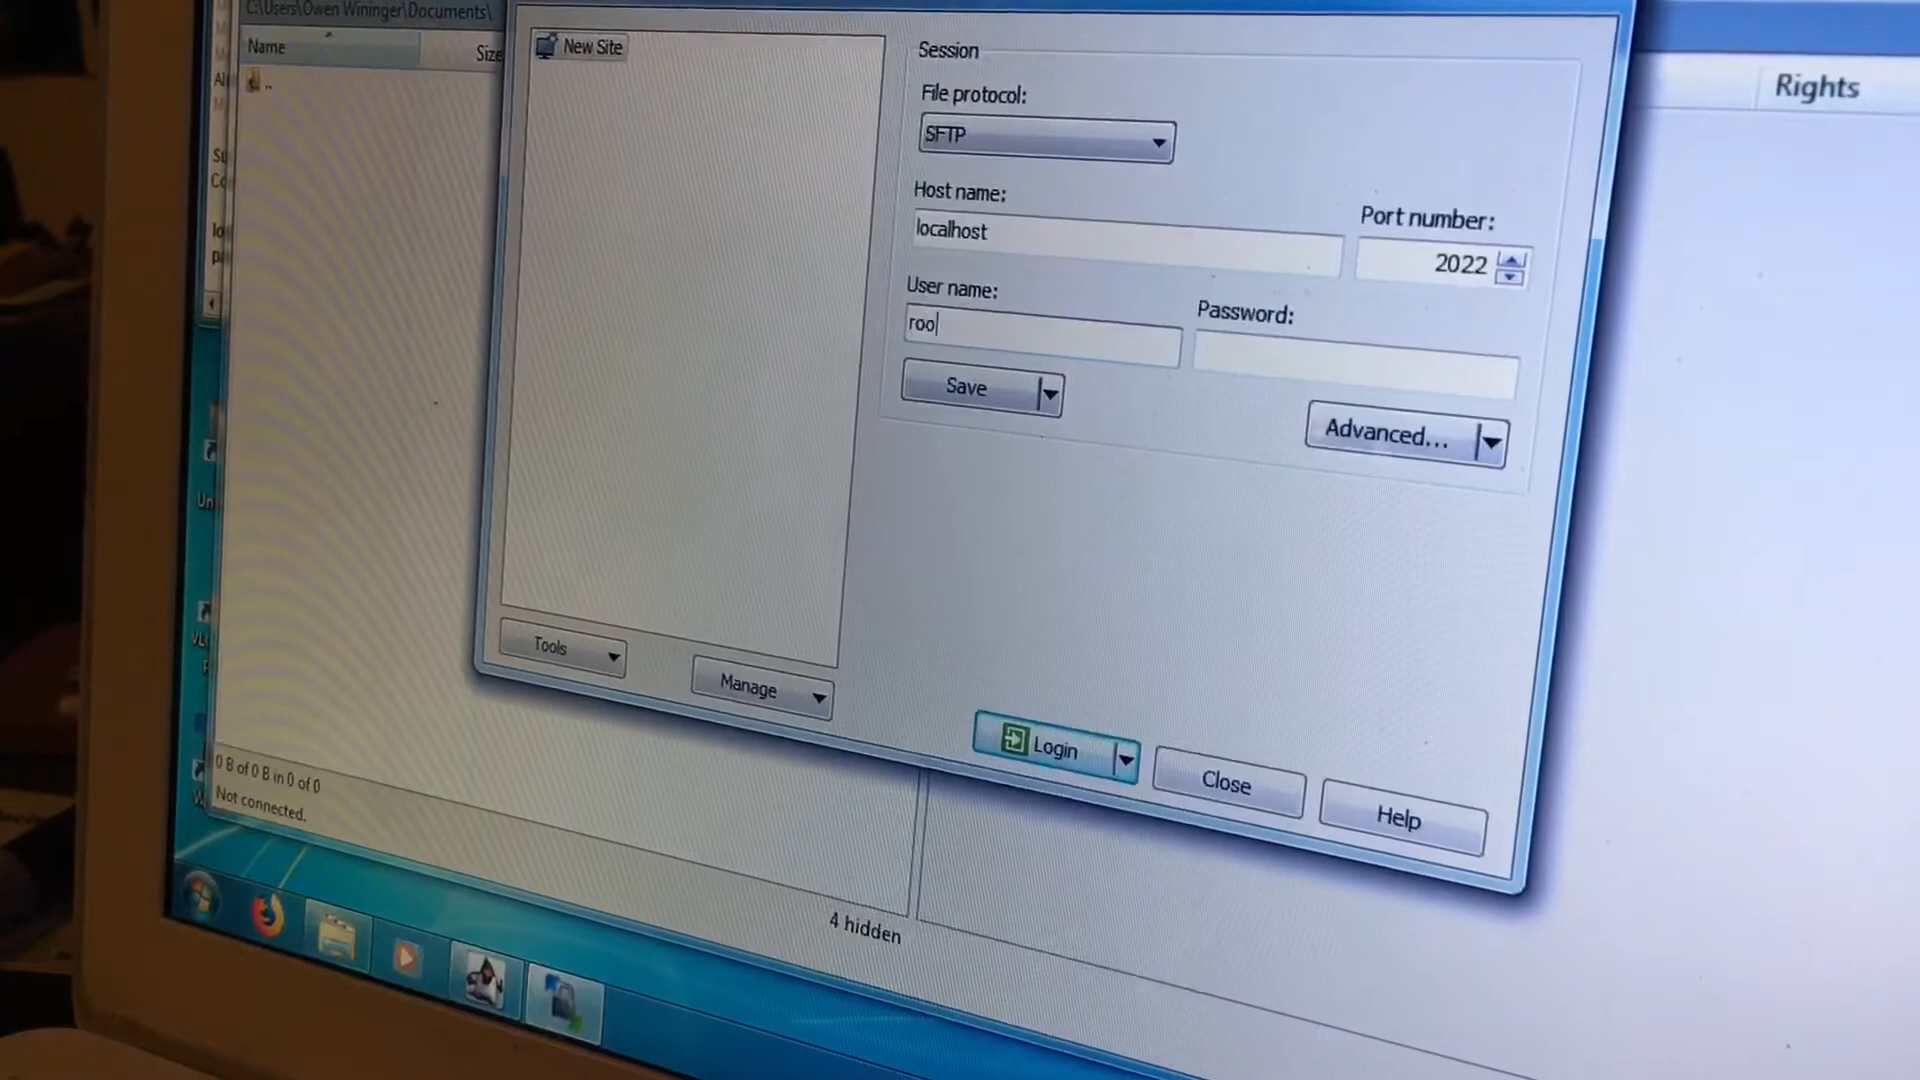 C:\Users\Owen Wininger\Documents\
Name
Size
..
New Site
Session
File protocol:
SFTP
Host name:
Port number:
localhost
2022
User name:
Password:
roo
Save
Advanced...
Tools
Manage
Login
Close
Help
Rights
0 B of 0 B in 0 of 0
Not connected.
4 hidden